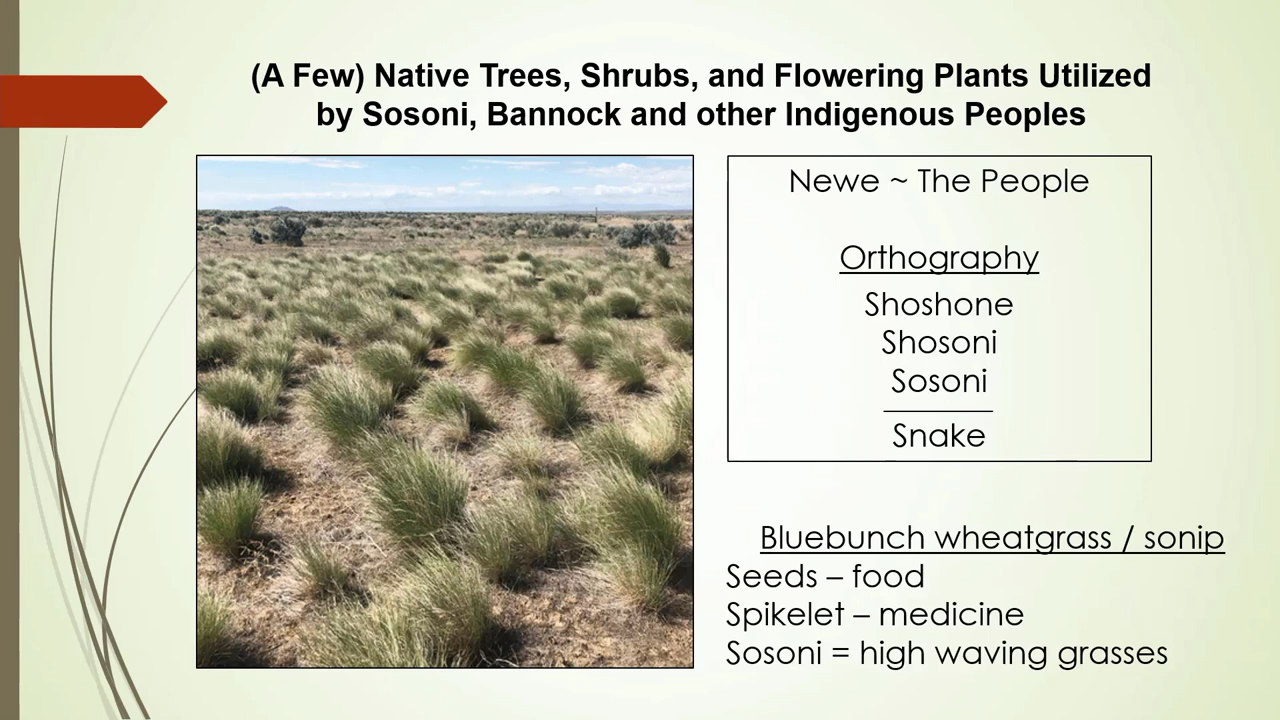 (A Few) Native Trees, Shrubs, and Flowering Plants Utilized
by Sosoni, Bannock and other Indigenous Peoples
Newe ~ The People
Orthography
Shoshone
Shosoni
Sosoni
Snake
Bluebunch wheatgrass / sonip
Seeds – food
Spikelet – medicine
Sosoni = high waving grasses